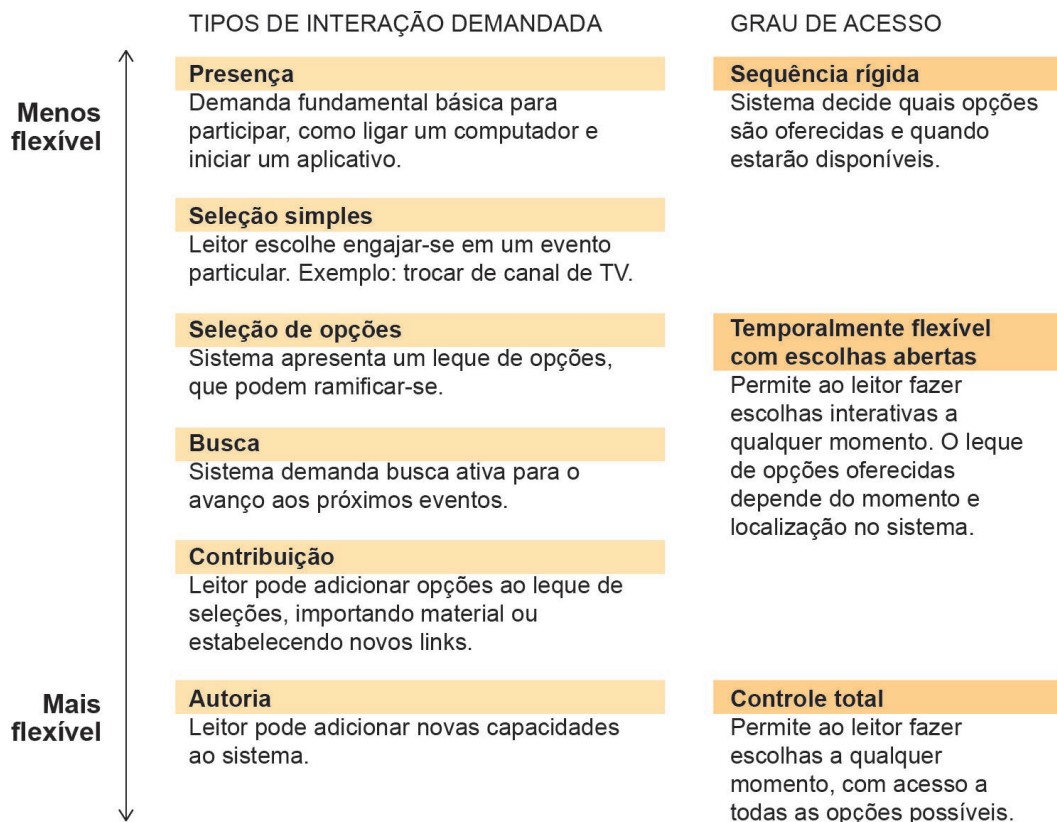 TIPOS DE INTERAÇÃO DEMANDADA
GRAU DE ACESSO
Menos
flexível
Presença
Demanda fundamental básica para
participar, como ligar um computador e
iniciar um aplicativo.
Sequência rígida
Sistema decide quais opções
são oferecidas e quando
estarão disponíveis.
Seleção simples
Leitor escolhe engajar-se em um evento
particular. Exemplo: trocar de canal de TV.
Seleção de opções
Sistema apresenta um leque de opções,
que podem ramificar-se.
Temporalmente flexível
com escolhas abertas
Permite ao leitor fazer
escolhas interativas a
qualquer momento. O leque
de opções oferecidas
depende do momento e
localização no sistema.
Busca
Sistema demanda busca ativa para o
avanço aos próximos eventos.
Contribuição
Leitor pode adicionar opções ao leque de
seleções, importando material ou
estabelecendo novos links.
Mais
flexível
Autoria
Leitor pode adicionar novas capacidades
ao sistema.
Controle total
Permite ao leitor fazer
escolhas a qualquer
momento, com acesso a
todas as opções possíveis.